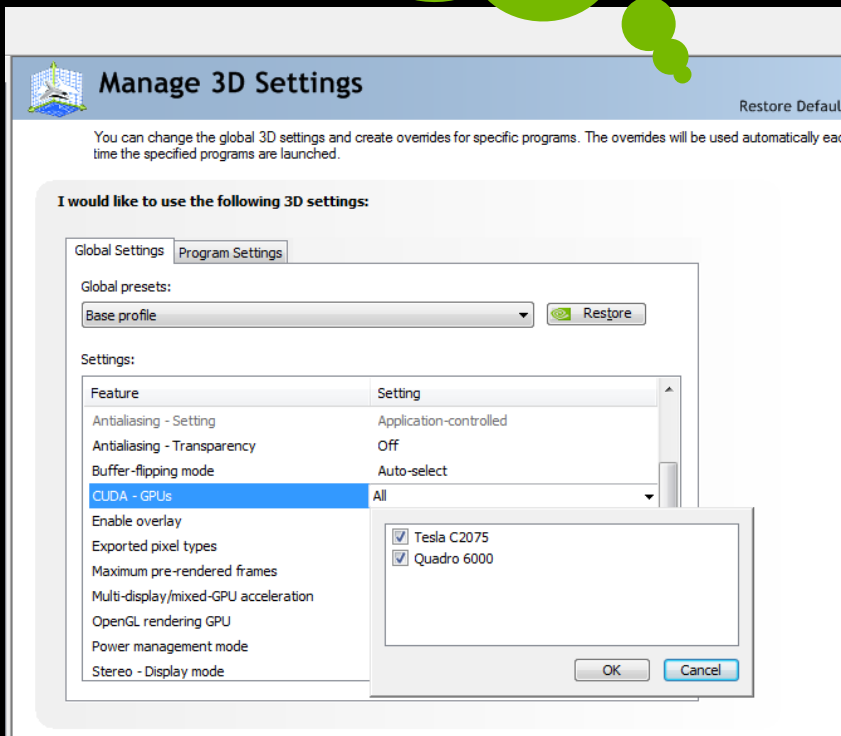 Manage 3D Settings
Restore Defaul
You can change the global 3D settings and create overrides for specific programs. The overrides will be used automatically eac
time the specified programs are launched.
I would like to use the following 3D settings:
Global Settings Program Settings
Global presets:
Base profile Restore
Settings:
Feature Setting
Antialiasing - Setting Application-controlled
Antialiasing - Transparency Off
Buffer-flipping mode Auto-select
CUDA - GPUs All
Enable overlay
Tesla C2075
Exported pixel types
Quadro 6000
Maximum pre-rendered frames
Multi-display/mixed-GPU acceleration
OpenGL rendering GPU
Power management mode
Stereo - Display mode
OK Cancel